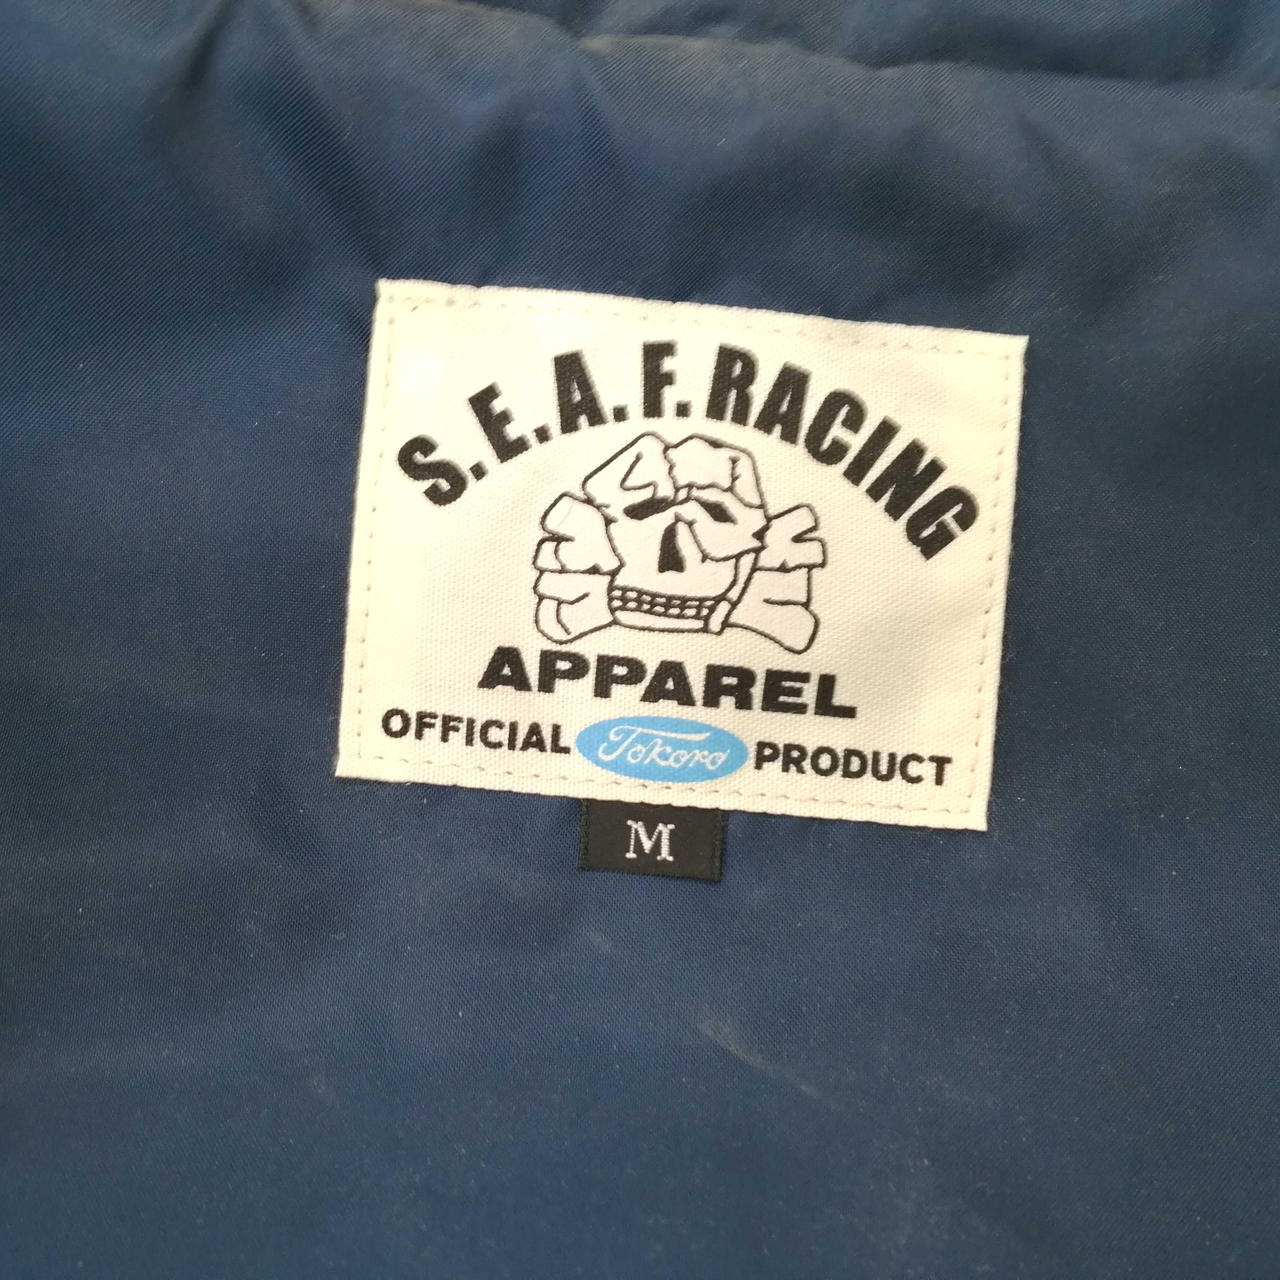 S.E.A.F. RACING
APPAREL
OFFICIAL Tokoro PRODUCT
M